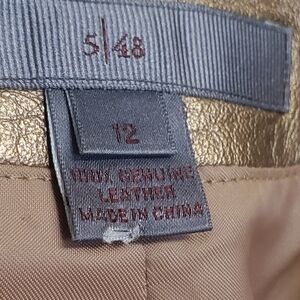 5|48
12
100% GENUINE
LEATHER
MADE IN CHINA